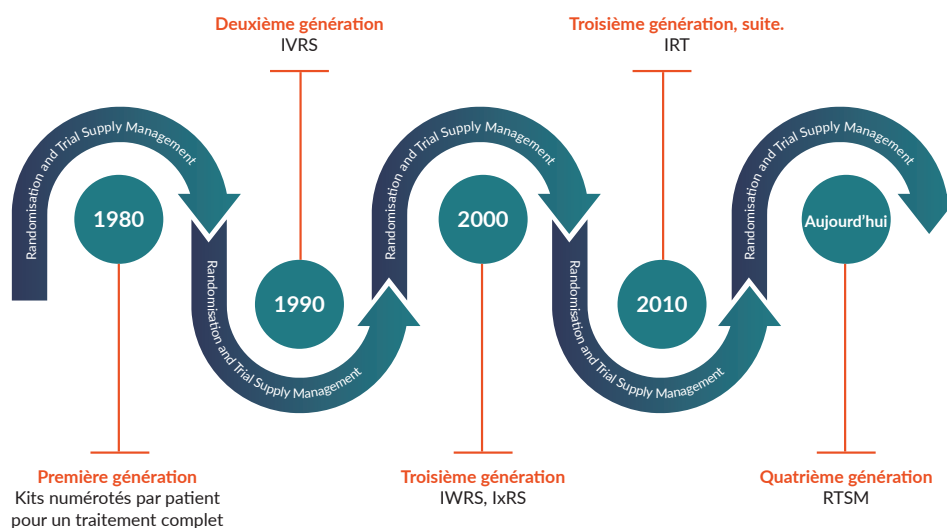 Deuxième génération
IVRS
Troisième génération, suite.
IRT
Randomisation and Trial Supply Management
1980
Randomisation and Trial Supply Management
1990
Randomisation and Trial Supply Management
2000
Randomisation and Trial Supply Management
2010
Randomisation and Trial Supply Management
Aujourd'hui
Première génération
Kits numérotés par patient
pour un traitement complet
Troisième génération
IWRS, IxRS
Quatrième génération
RTSM